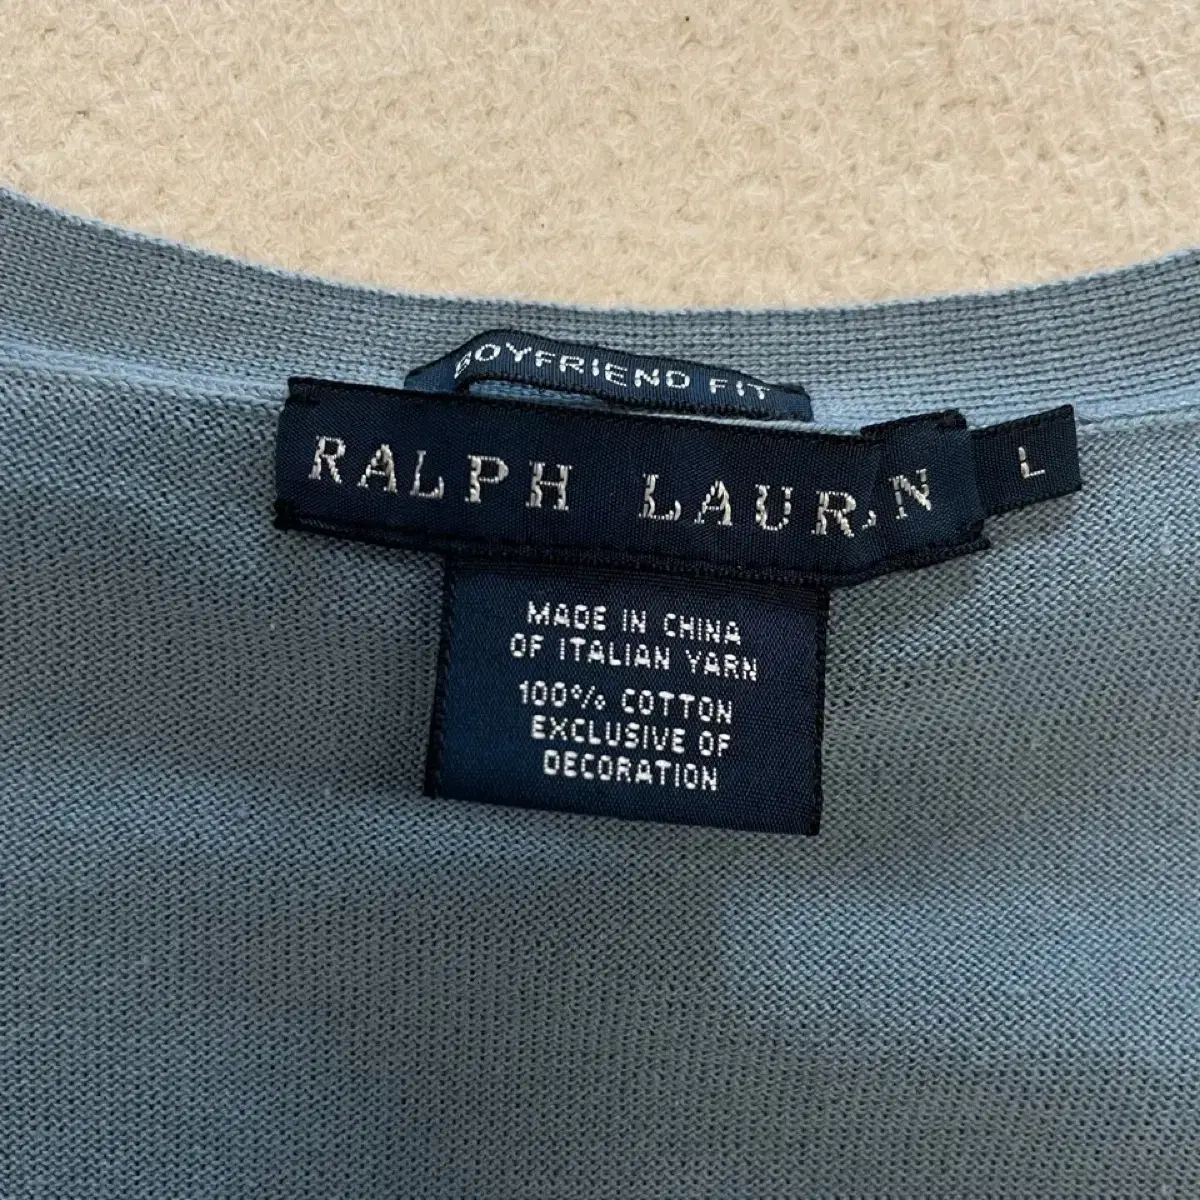 BOYFRIEND FIT
RALPH LAUREN
L
MADE IN CHINA
OF ITALIAN YARN
100% COTTON
EXCLUSIVE OF
DECORATION